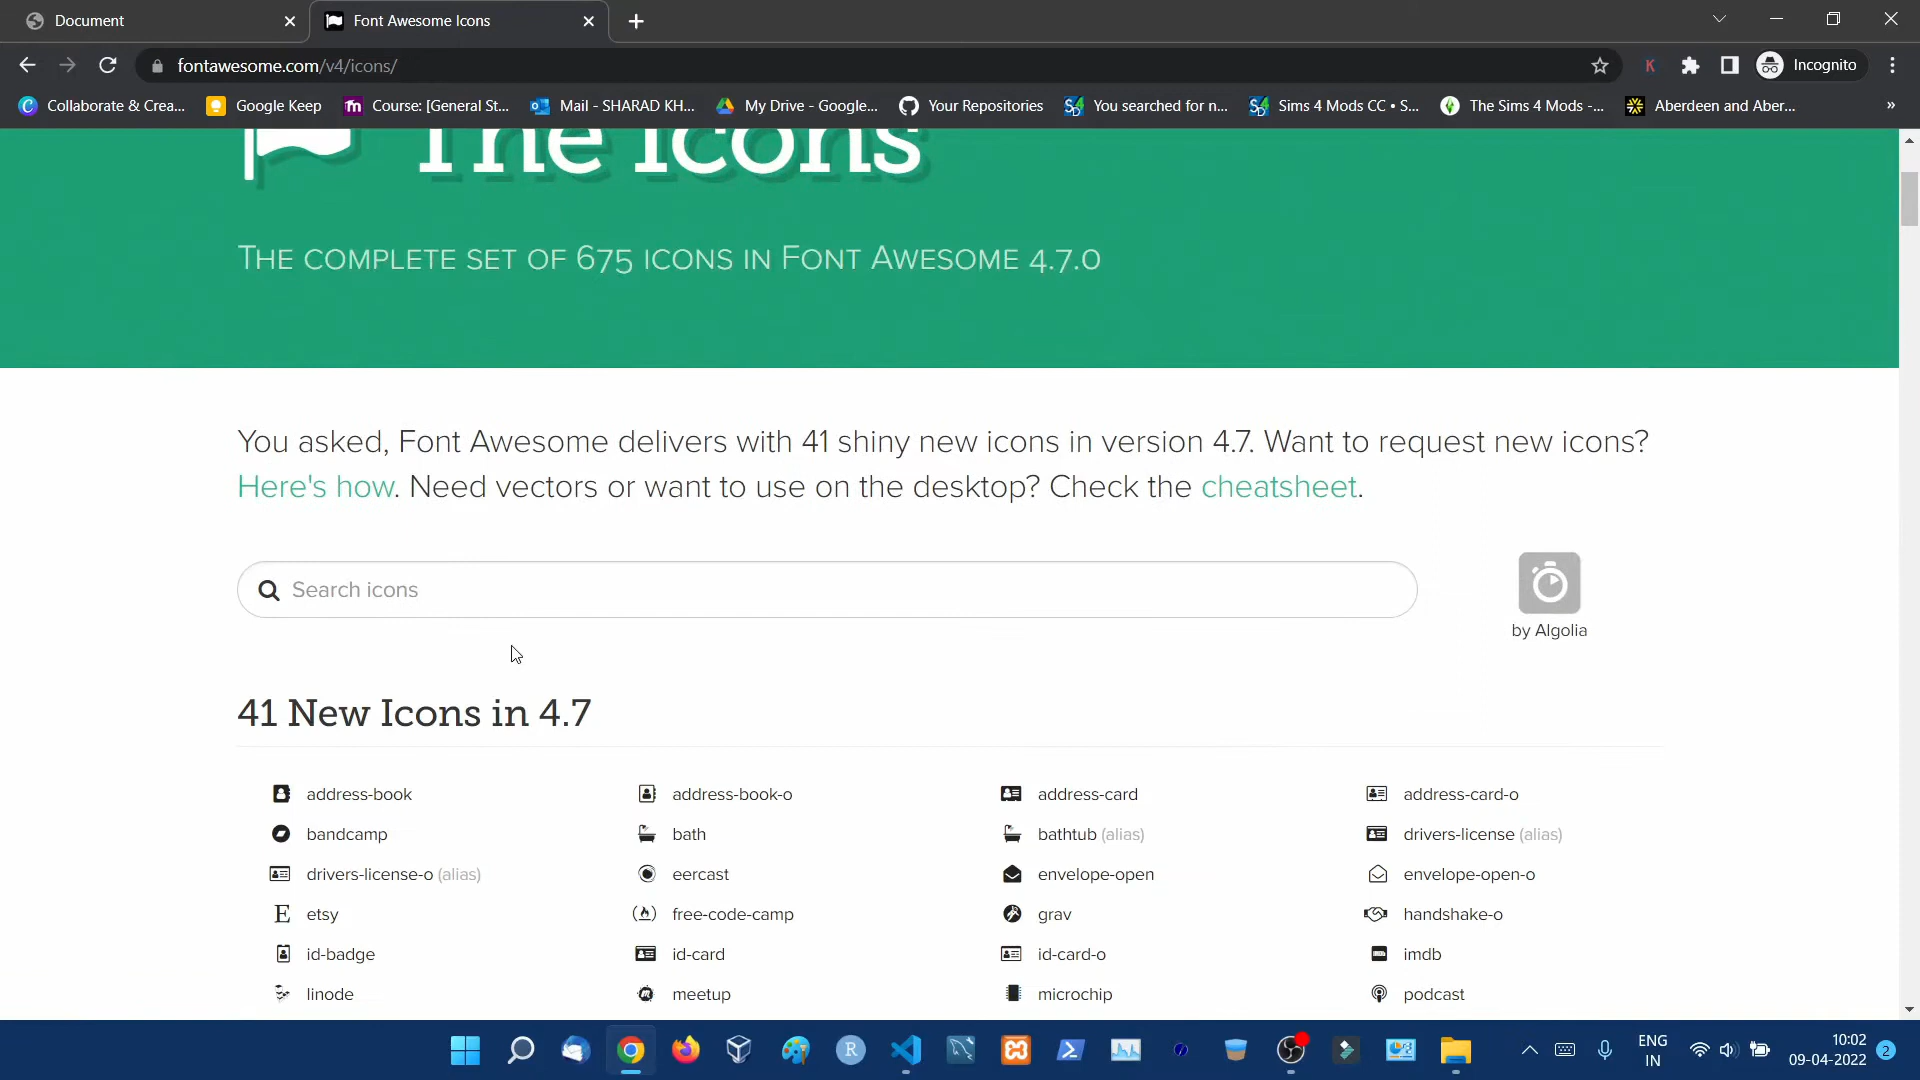 Document
Font Awesome Icons
fontawesome.com/v4/icons/
K
Incognito
Collaborate & Crea...
Google Keep
Course: [General St...
Mail - SHARAD KH...
My Drive - Google...
Your Repositories
You searched for n...
Sims 4 Mods CC • S...
The Sims 4 Mods -...
Aberdeen and Aber...
»
The Icons
The complete set of 675 icons in Font Awesome 4.7.0
You asked, Font Awesome delivers with 41 shiny new icons in version 4.7. Want to request new icons?
Here's how. Need vectors or want to use on the desktop? Check the cheatsheet.
Search icons
by Algolia
41 New Icons in 4.7
address-book
address-book-o
address-card
address-card-o
bandcamp
bath
bathtub (alias)
drivers-license (alias)
drivers-license-o (alias)
eercast
envelope-open
envelope-open-o
etsy
free-code-camp
grav
handshake-o
id-badge
id-card
id-card-o
imdb
linode
meetup
microchip
podcast
ENG
IN
10:02
09-04-2022
2